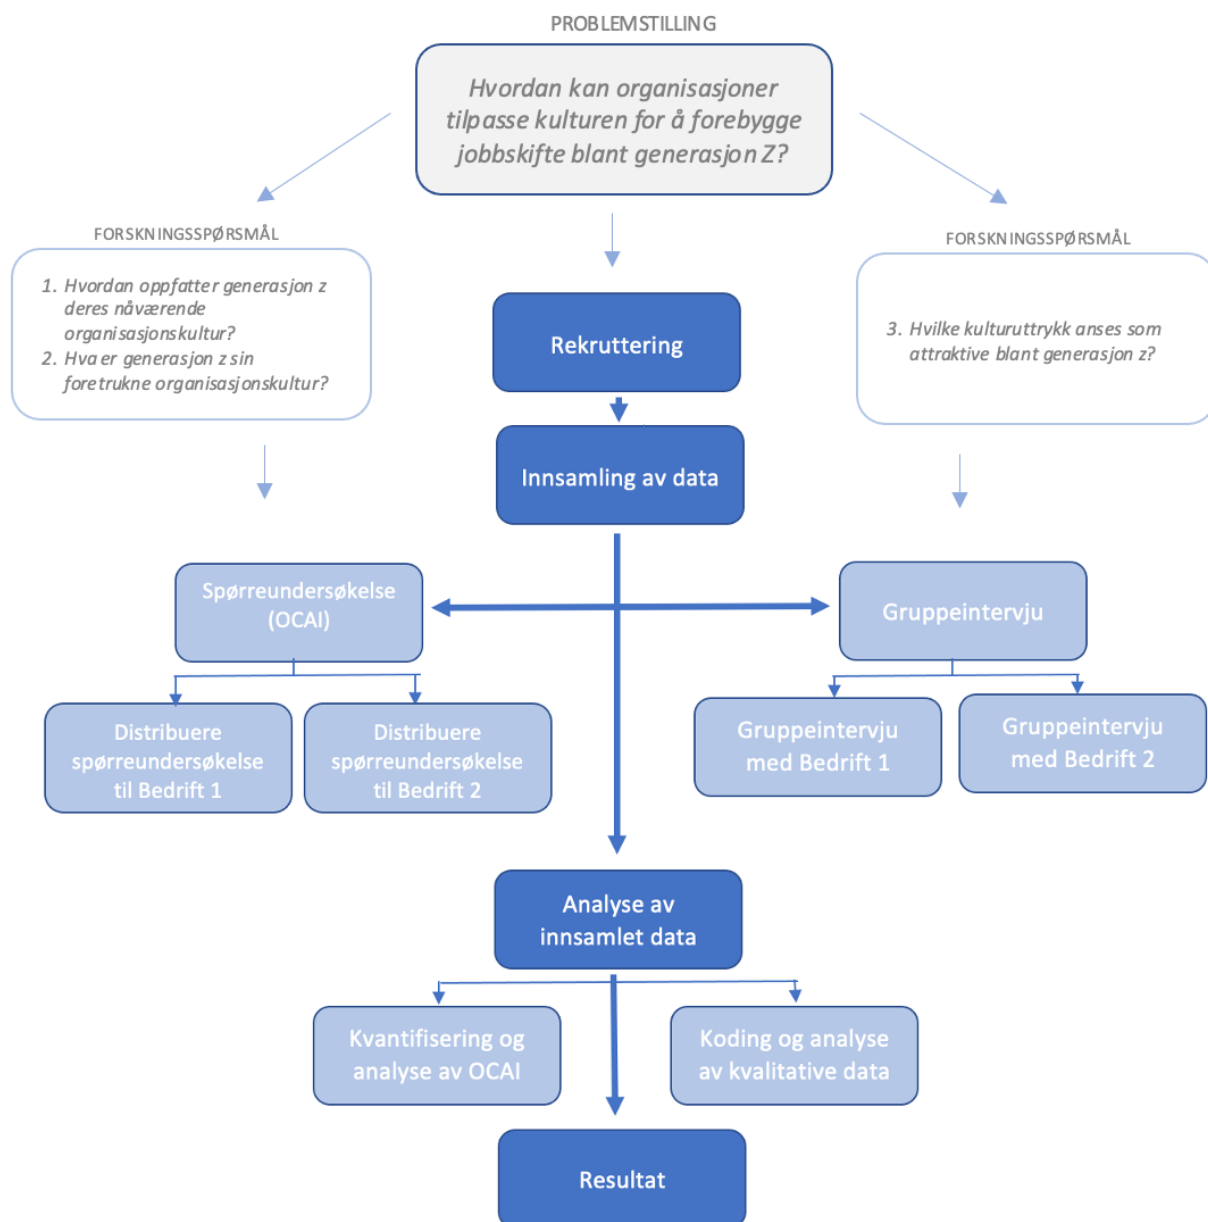 PROBLEMSTILLING
Hvordan kan organisasjoner
tilpasse kulturen for å forebygge
jobbskifte blant generasjon Z?
FORSKNINGSSPØRSMÅL
1. Hvordan oppfatter generasjon z
deres nåværende
organisasjonskultur?
2. Hva er generasjon z sin
foretrukne organisasjonskultur?
FORSKNINGSSPØRSMÅL
3. Hvilke kulturuttrykk anses som
attraktive blant generasjon z?
Rekruttering
Innsamling av data
Spørreundersøkelse
(OCAI)
Gruppeintervju
Distribuere
spørreundersøkelse
til Bedrift 1
Distribuere
spørreundersøkelse
til Bedrift 2
Gruppeintervju
med Bedrift 1
Gruppeintervju
med Bedrift 2
Analyse av
innsamlet data
Kvantifisering og
analyse av OCAI
Koding og analyse
av kvalitative data
Resultat